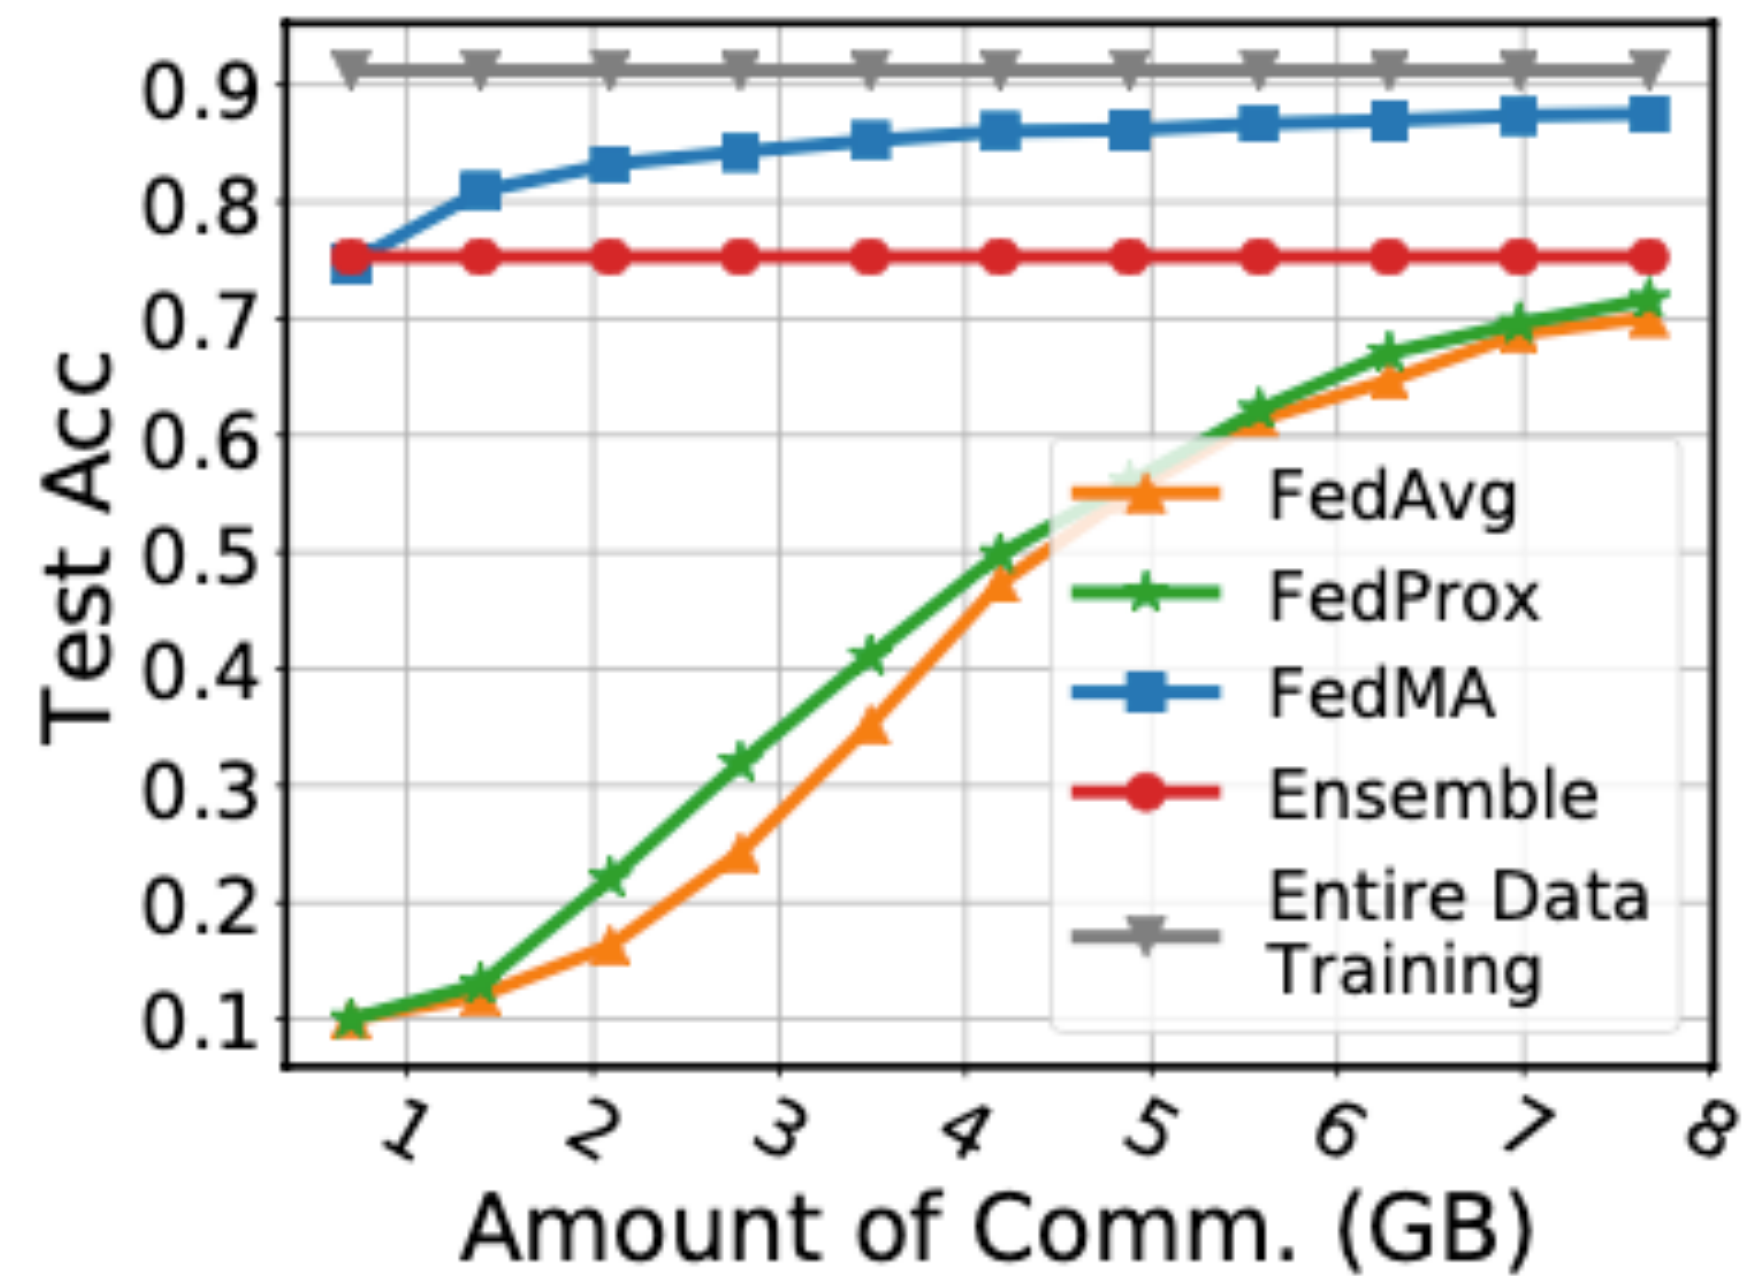 0.9
0.8
0.7
0.6
0.5
0.4
0.3
0.2
0.1
Test Acc
FedAvg
FedProx
FedMA
Ensemble
Entire Data
Training
1 2 3 4 5 6 7 8
Amount of Comm. (GB)